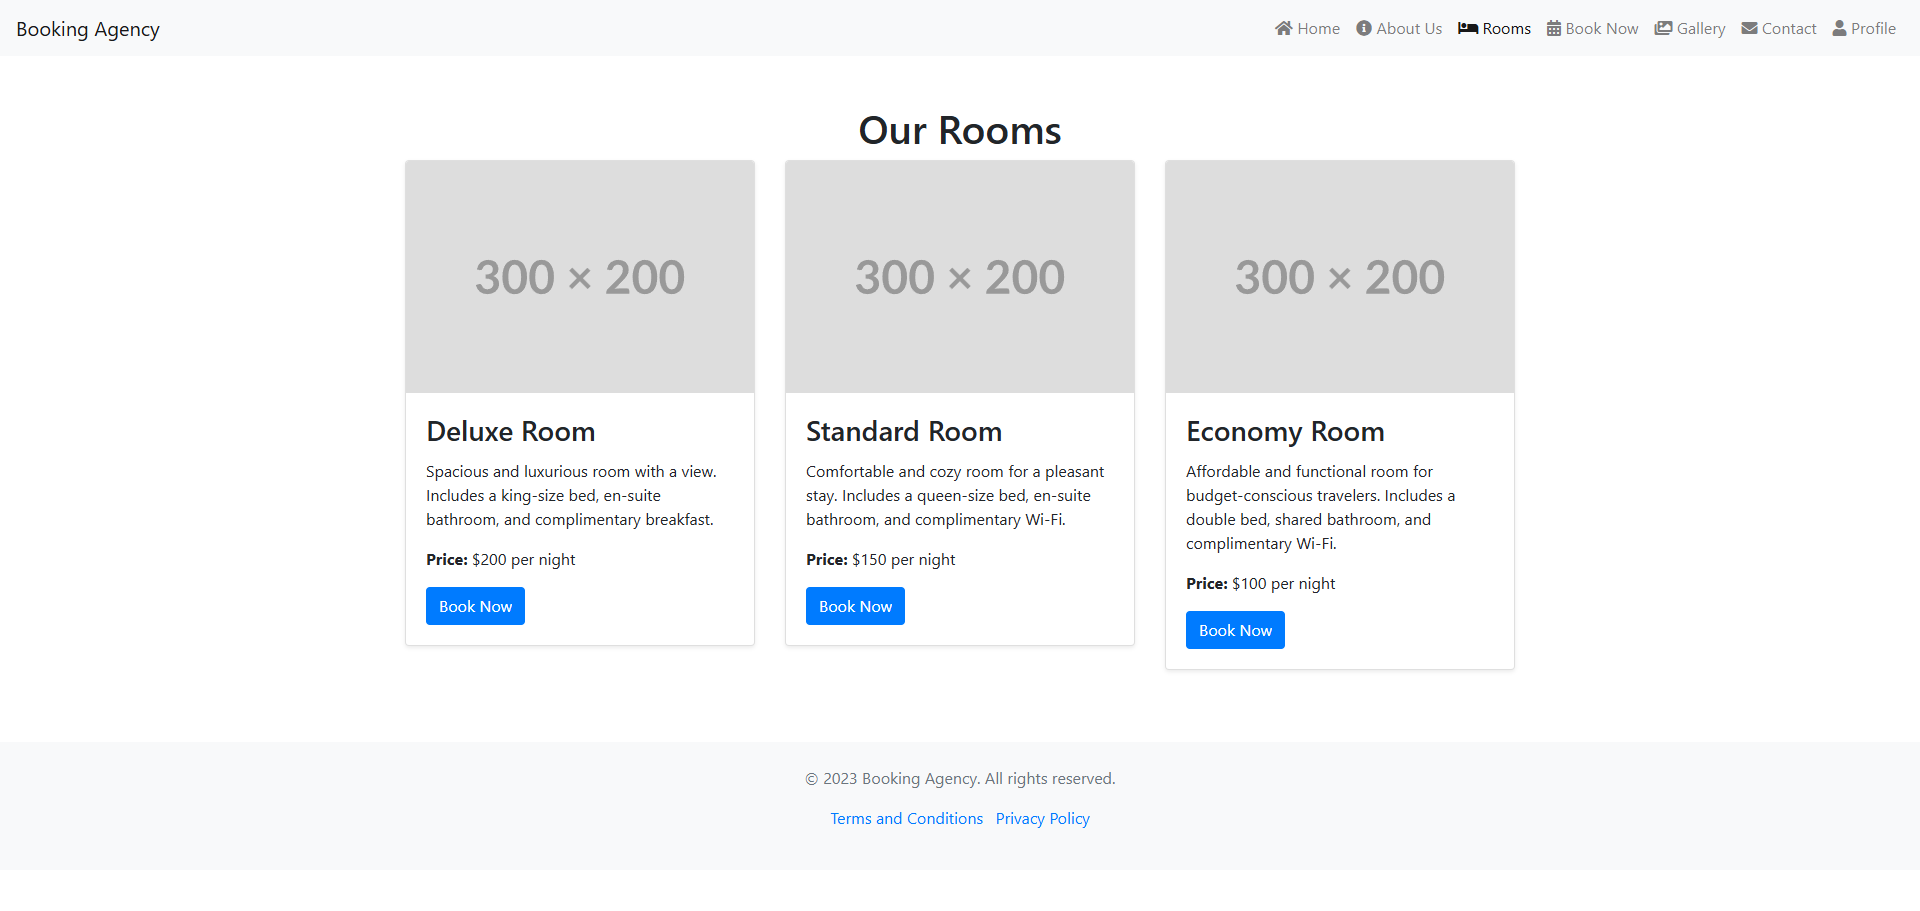 Booking Agency
Home About Us Rooms Book Now Gallery Contact Profile
Our Rooms
300 × 200
Deluxe Room
Spacious and luxurious room with a view.
Includes a king-size bed, en-suite
bathroom, and complimentary breakfast.
Price: $200 per night
Book Now
300 × 200
Standard Room
Comfortable and cozy room for a pleasant
stay. Includes a queen-size bed, en-suite
bathroom, and complimentary Wi-Fi.
Price: $150 per night
Book Now
300 × 200
Economy Room
Affordable and functional room for
budget-conscious travelers. Includes a
double bed, shared bathroom, and
complimentary Wi-Fi.
Price: $100 per night
Book Now
© 2023 Booking Agency. All rights reserved.
Terms and Conditions Privacy Policy